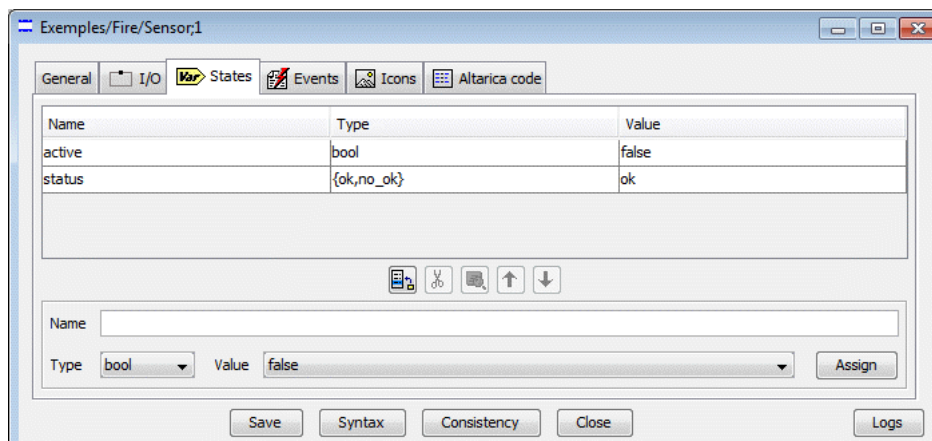 Exemples/Fire/Sensor;1
General I/O Var States Events Icons Altarica code
Name Type Value
active bool false
status {ok,no_ok} ok
Name
Type bool Value false Assign
Save Syntax Consistency Close Logs